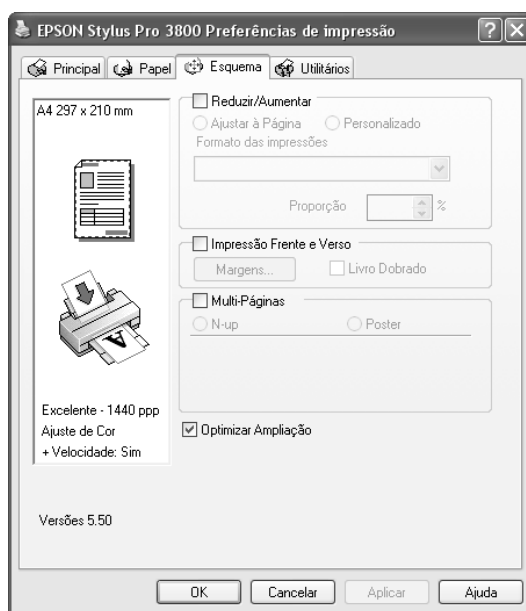 EPSON Stylus Pro 3800 Preferências de impressão
Principal Papel Esquema Utilitários
A4 297 x 210 mm
Excelente - 1440 ppp
Ajuste de Cor
+ Velocidade: Sim
Versões 5.50
Reduzir/Aumentar
Ajustar à Página Personalizado
Formato das impressões
Proporção %
Impressão Frente e Verso
Margens... Livro Dobrado
Multi-Páginas
N-up Poster
Optimizar Ampliação
OK Cancelar Aplicar Ajuda